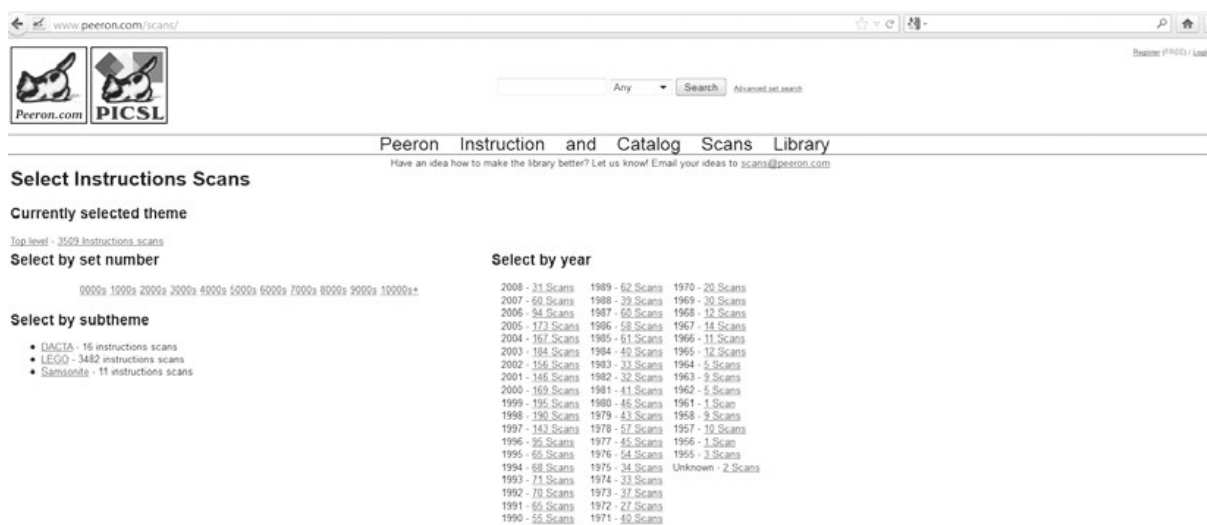 www.peeron.com/scans/
Peeron.com
PICSL
Register (FREE) / Logi
Any
Search
Advanced set search
Peeron Instruction and Catalog Scans Library
Have an idea how to make the library better? Let us know! Email your ideas to scans@peeron.com
Select Instructions Scans
Currently selected theme
Top level - 3509 Instructions scans
Select by set number
0000s 1000s 2000s 3000s 4000s 5000s 6000s 7000s 8000s 9000s 10000s+
Select by subtheme
DACTA - 16 instructions scans
LEGO - 3482 instructions scans
Samsonite - 11 instructions scans
Select by year
2008 - 31 Scans 1989 - 62 Scans 1970 - 20 Scans
2007 - 60 Scans 1988 - 39 Scans 1969 - 30 Scans
2006 - 94 Scans 1987 - 60 Scans 1968 - 12 Scans
2005 - 173 Scans 1986 - 58 Scans 1967 - 14 Scans
2004 - 167 Scans 1985 - 61 Scans 1966 - 11 Scans
2003 - 184 Scans 1984 - 40 Scans 1965 - 12 Scans
2002 - 156 Scans 1983 - 33 Scans 1964 - 5 Scans
2001 - 146 Scans 1982 - 32 Scans 1963 - 9 Scans
2000 - 169 Scans 1981 - 41 Scans 1962 - 5 Scans
1999 - 195 Scans 1980 - 46 Scans 1961 - 1 Scan
1998 - 190 Scans 1979 - 43 Scans 1958 - 9 Scans
1997 - 143 Scans 1978 - 57 Scans 1957 - 10 Scans
1996 - 95 Scans 1977 - 45 Scans 1956 - 1 Scan
1995 - 65 Scans 1976 - 54 Scans 1955 - 3 Scans
1994 - 68 Scans 1975 - 34 Scans Unknown - 2 Scans
1993 - 71 Scans 1974 - 33 Scans
1992 - 70 Scans 1973 - 37 Scans
1991 - 65 Scans 1972 - 27 Scans
1990 - 55 Scans 1971 - 40 Scans